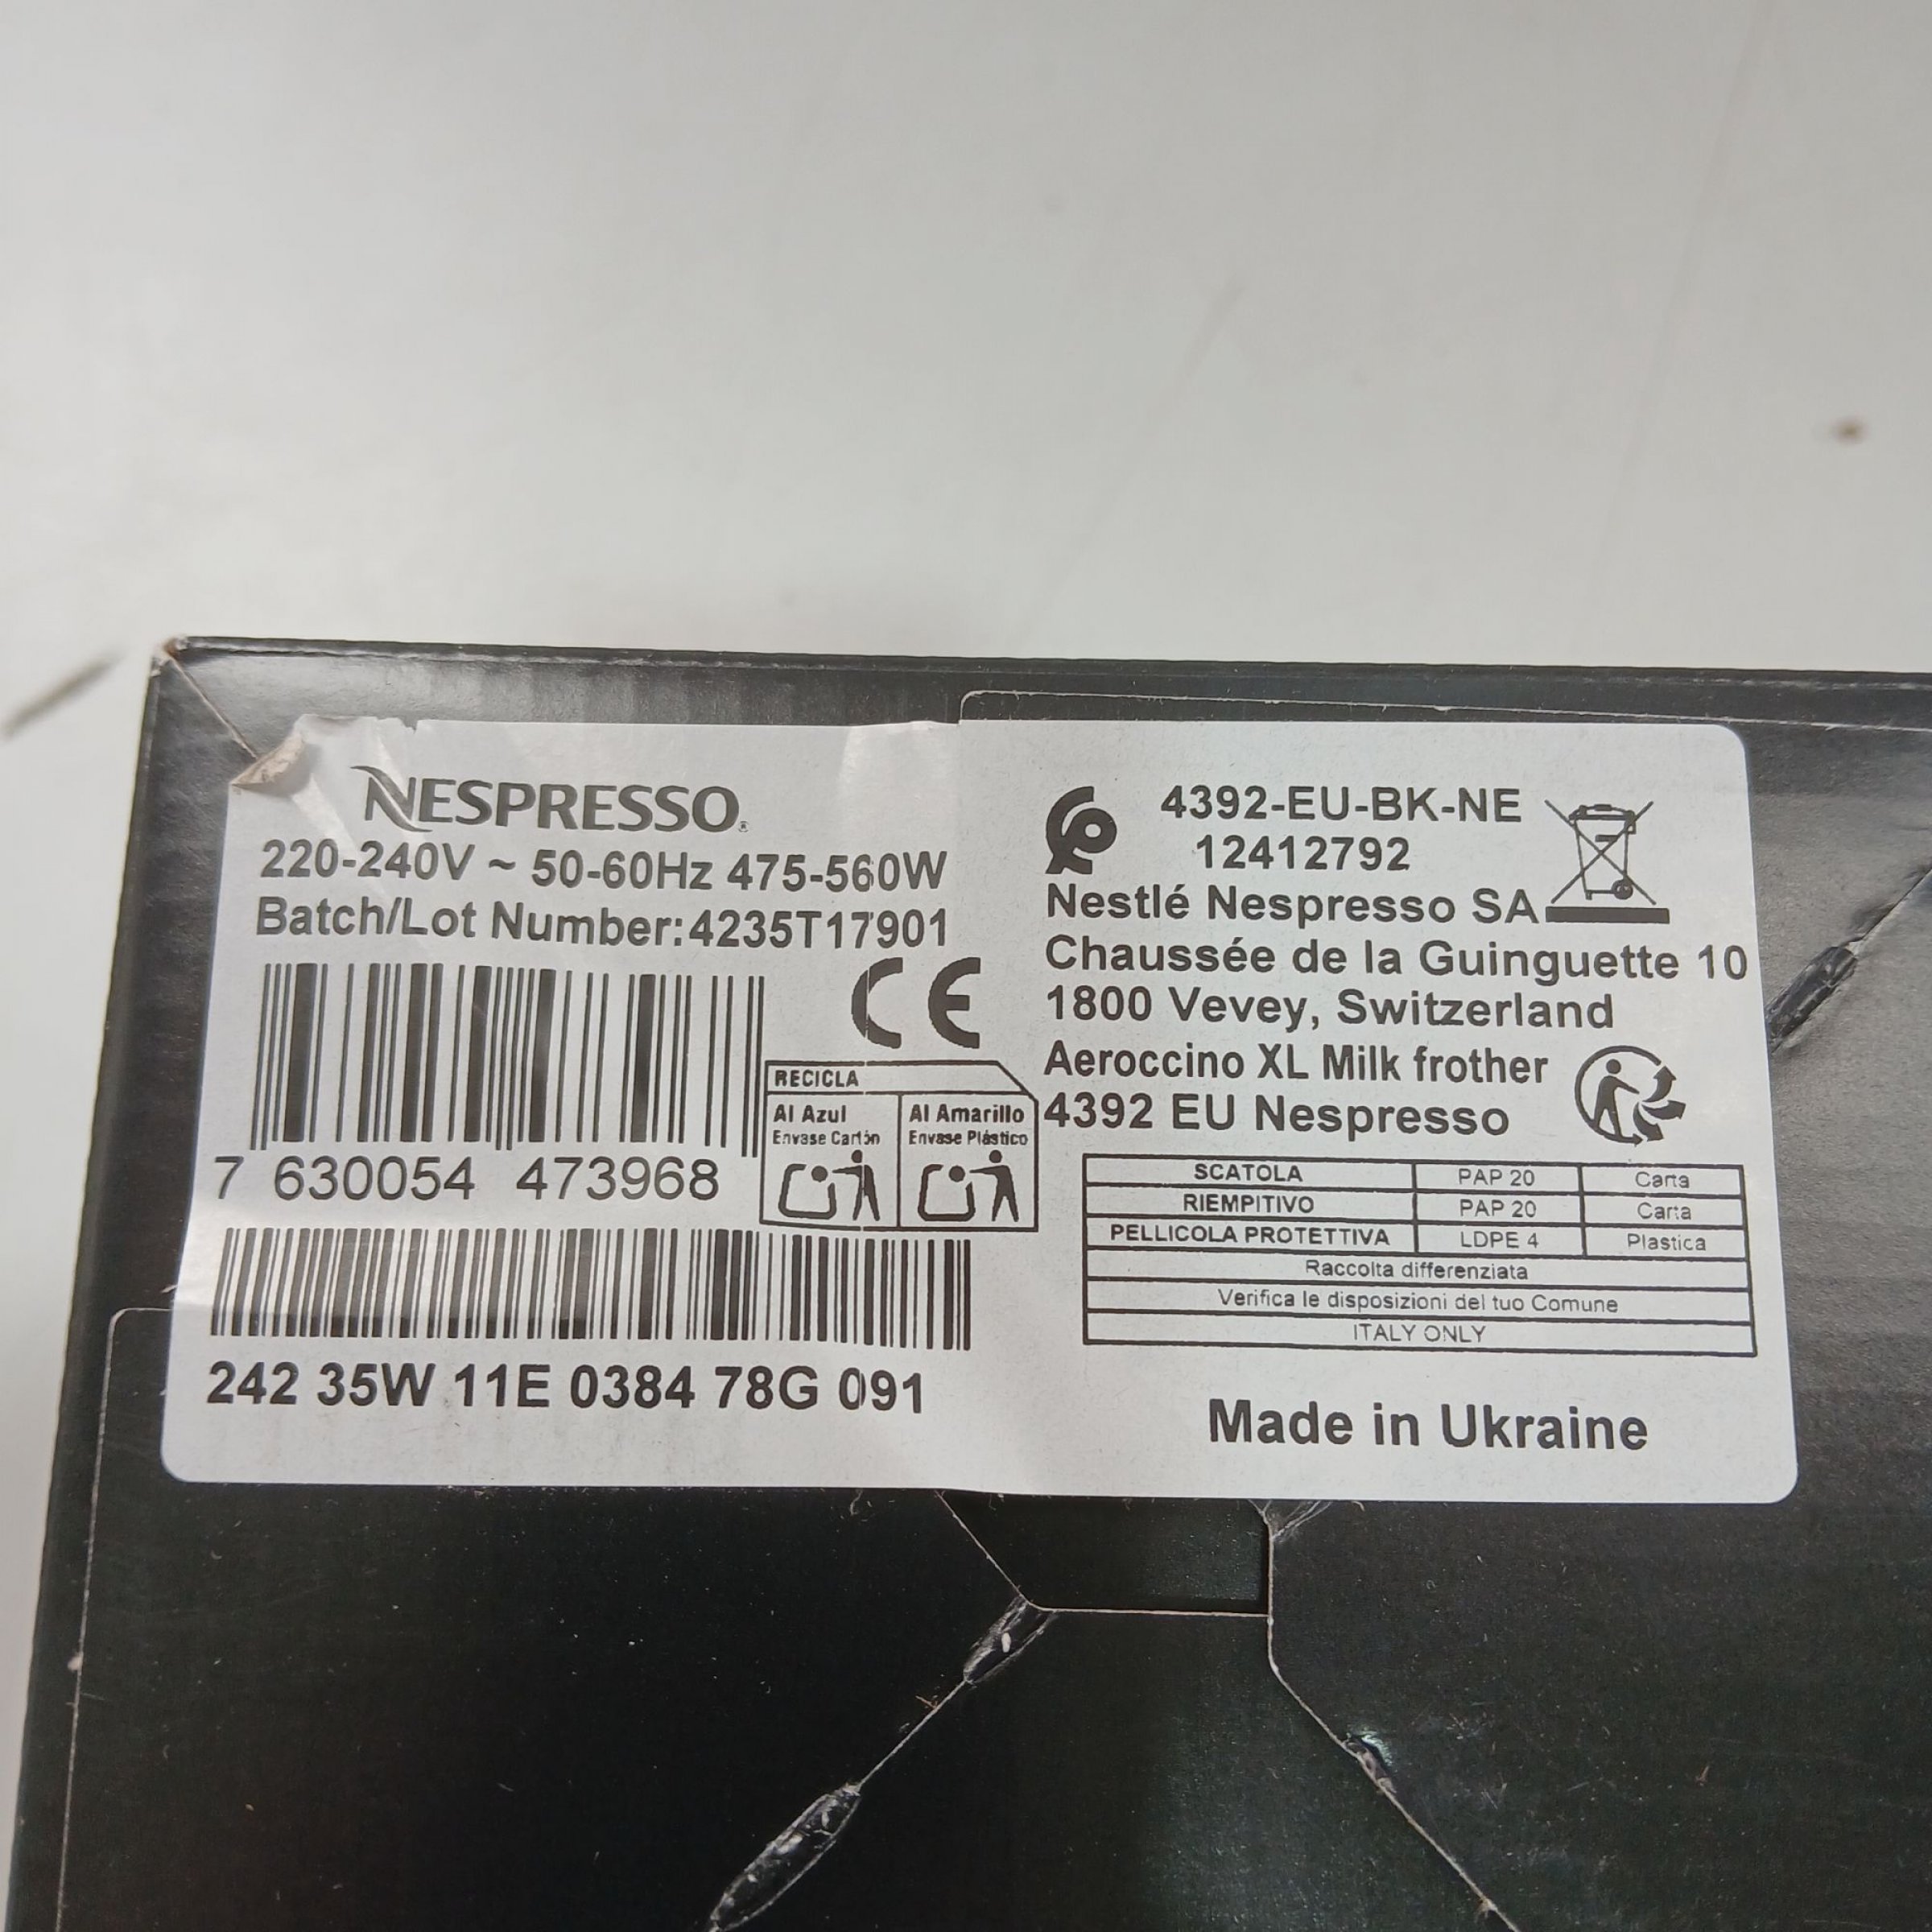 NESPRESSO
220-240V ~ 50-60Hz 475-560W
Batch/Lot Number:4235T17901
CE
7 630054 473968
RECICLA
Al Azul
Envase Cartón
Al Amarillo
Envase Plástico
242 35W 11E 0384 78G 091
4392-EU-BK-NE
12412792
Nestlé Nespresso SA
Chaussée de la Guinguette 10
1800 Vevey, Switzerland
Aeroccino XL Milk frother
4392 EU Nespresso
SCATOLA PAP 20 Carta
RIEMPITIVO PAP 20 Carta
PELLICOLA PROTETTIVA LDPE 4 Plastica
Raccolta differenziata
Verifica le disposizioni del tuo Comune
ITALY ONLY
Made in Ukraine